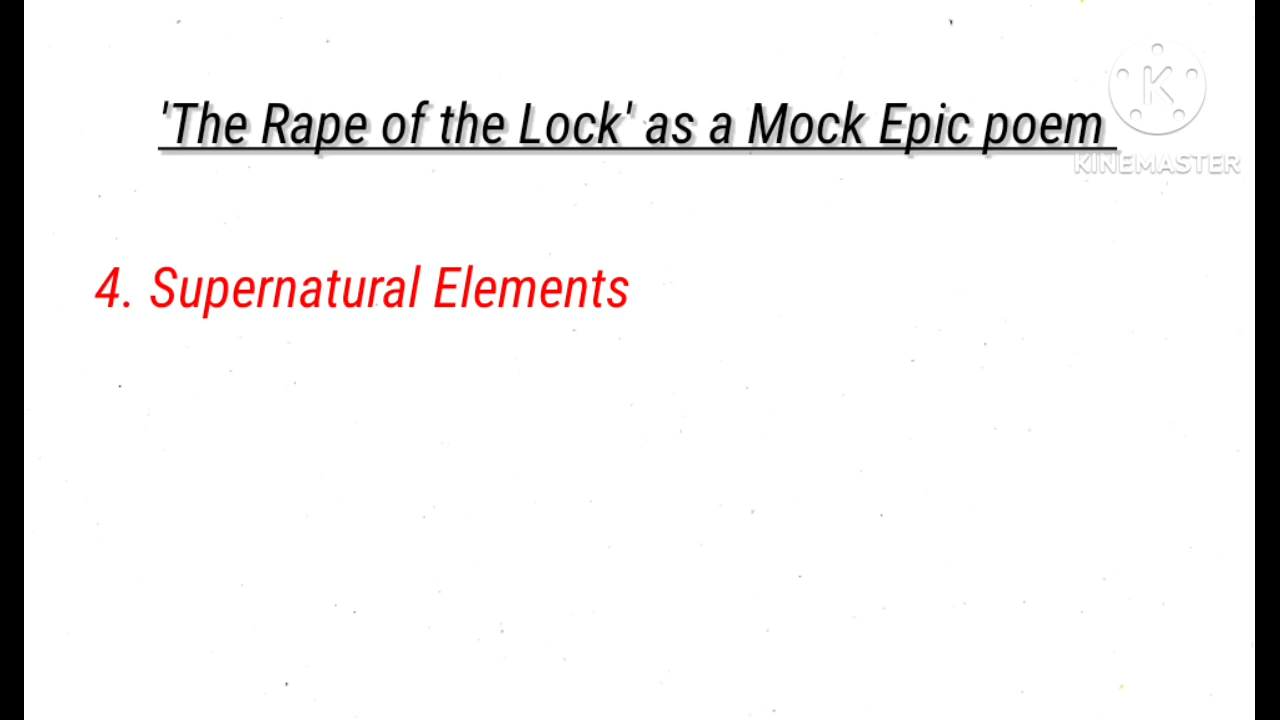 'The Rape of the Lock' as a Mock Epic poem
K
KINEMASTER
4. Supernatural Elements